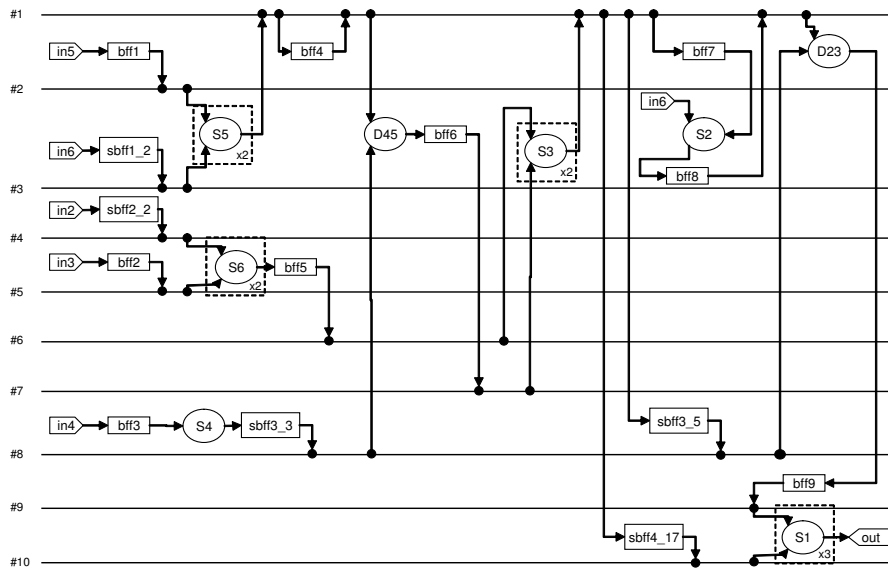 #1
in5 bff1 bff4 bff7 D23
#2
in6 S5 x2 D45 bff6 S3 x2 S2
in6 sbff1_2 bff8
#3
in2 sbff2_2
#4
in3 bff2 S6 x2 bff5
#5
#6
#7
in4 bff3 S4 sbff3_3 sbff3_5
#8
bff9
#9
sbff4_17 S1 x3 out
#10